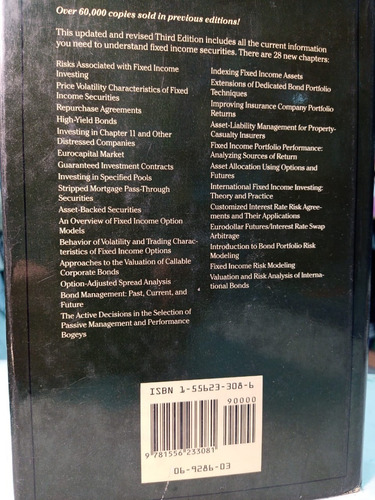 Over 60,000 copies sold in previous editions!
This updated and revised Third Edition includes all the current information
you need to understand fixed income securities. There are 28 new chapters:
Risks Associated with Fixed Income
Investing
Price Volatility Characteristics of Fixed
Income Securities
Repurchase Agreements
High-Yield Bonds
Investing in Chapter 11 and Other
Distressed Companies
Eurocapital Market
Guaranteed Investment Contracts
Investing in Specified Pools
Stripped Mortgage Pass-Through
Securities
Asset-Backed Securities
An Overview of Fixed Income Option
Models
Behavior of Volatility and Trading Charac-
teristics of Fixed Income Options
Approaches to the Valuation of Callable
Corporate Bonds
Option-Adjusted Spread Analysis
Bond Management: Past, Current, and
Future
The Active Decisions in the Selection of
Passive Management and Performance
Bogeys
Indexing Fixed Income Assets
Extensions of Dedicated Bond Portfolio
Techniques
Improving Insurance Company Portfolio
Returns
Asset-Liability Management for Property-
Casualty Insurers
Fixed Income Portfolio Performance:
Analyzing Sources of Return
Asset Allocation Using Options and
Futures
International Fixed Income Investing:
Theory and Practice
Customized Interest Rate Risk Agree-
ments and Their Applications
Eurodollar Futures/Interest Rate Swap
Arbitrage
Introduction to Bond Portfolio Risk
Modeling
Fixed Income Risk Modeling
Valuation and Risk Analysis of Interna-
tional Bonds
ISBN 1-55623-308-6
90000
9 781556 233081
06-9286-03